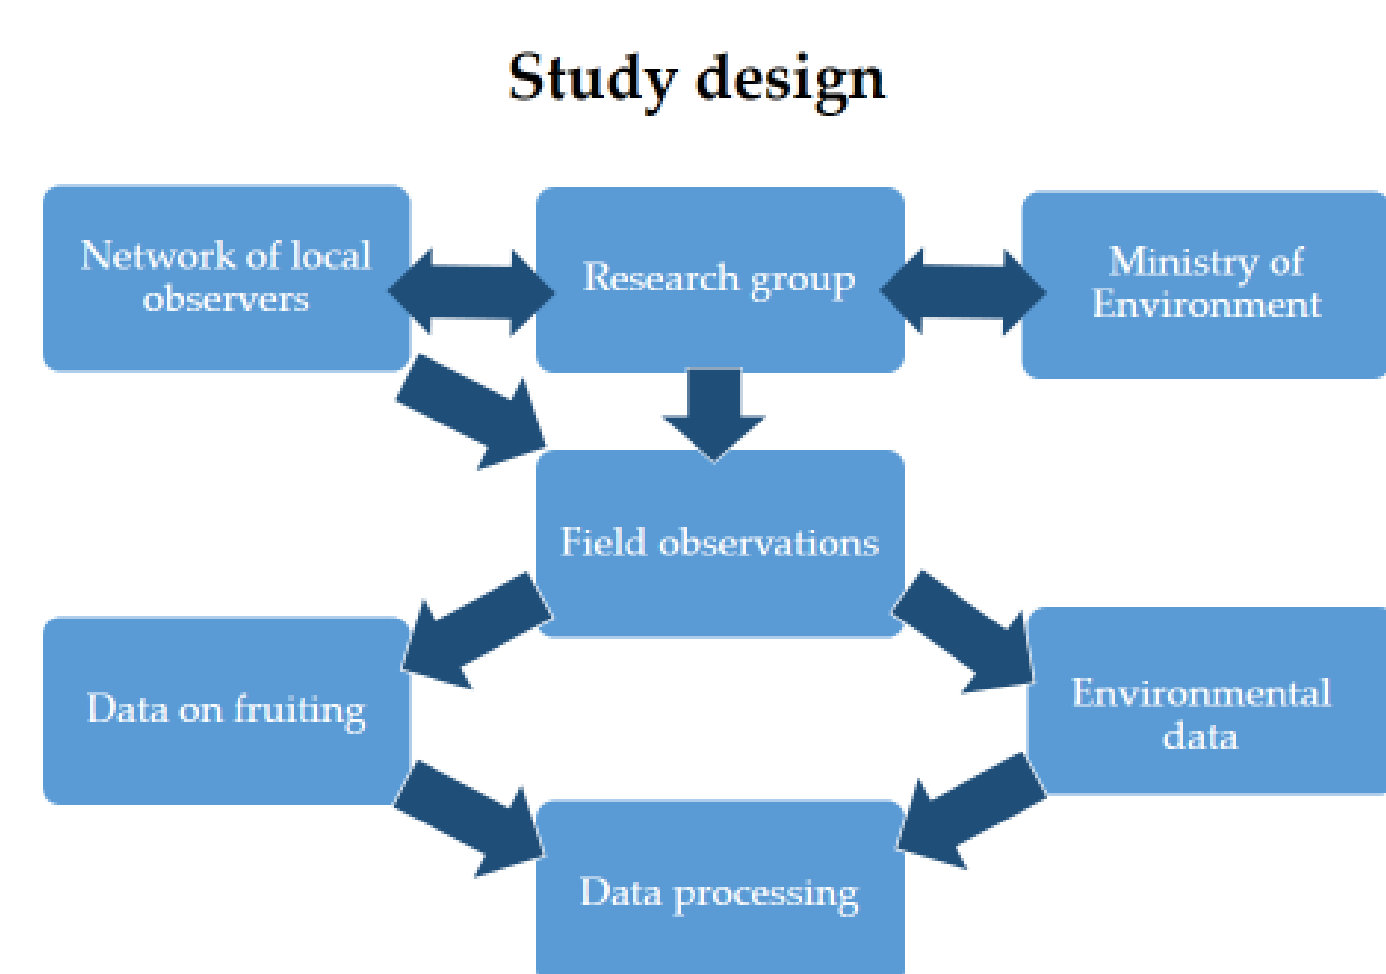 Study design
Network of local
observers
Research group
Ministry of
Environment
Field observations
Data on fruiting
Environmental
data
Data processing